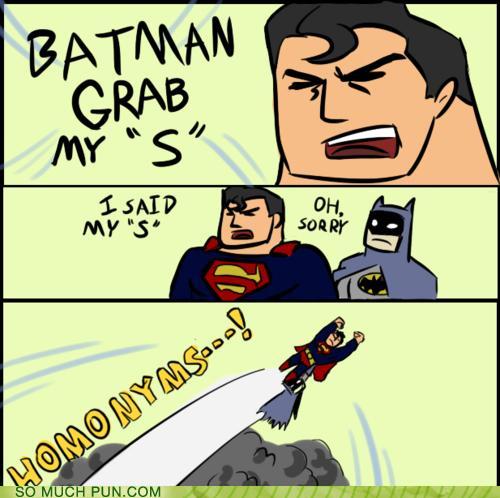 BATMAN
GRAB
MY "S"
I SAID
MY "S"
OH,
SORRY
HOMONYMS---!
SO MUCH PUN.COM